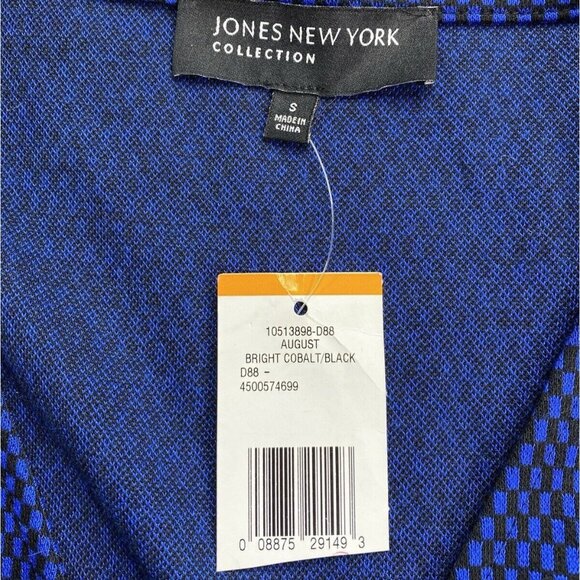 JONES NEW YORK
COLLECTION
S
MADE IN
CHINA
10513898-D88
AUGUST
BRIGHT COBALT/BLACK
D88 -
4500574699
0 08875 29149 3